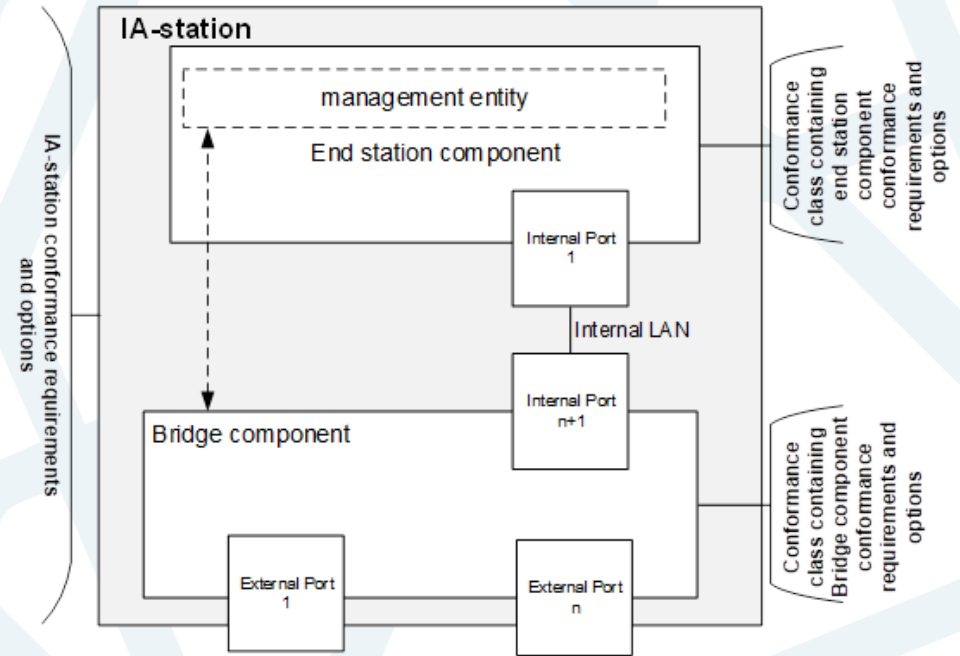 IA-station
management entity
End station component
Internal Port
1
Internal LAN
Internal Port
n+1
Bridge component
External Port
1
External Port
n
IA-station conformance requirements
and options
Conformance
class containing
end station
component
conformance
requirements and
options
Conformance
class containing
Bridge component
conformance
requirements and
options